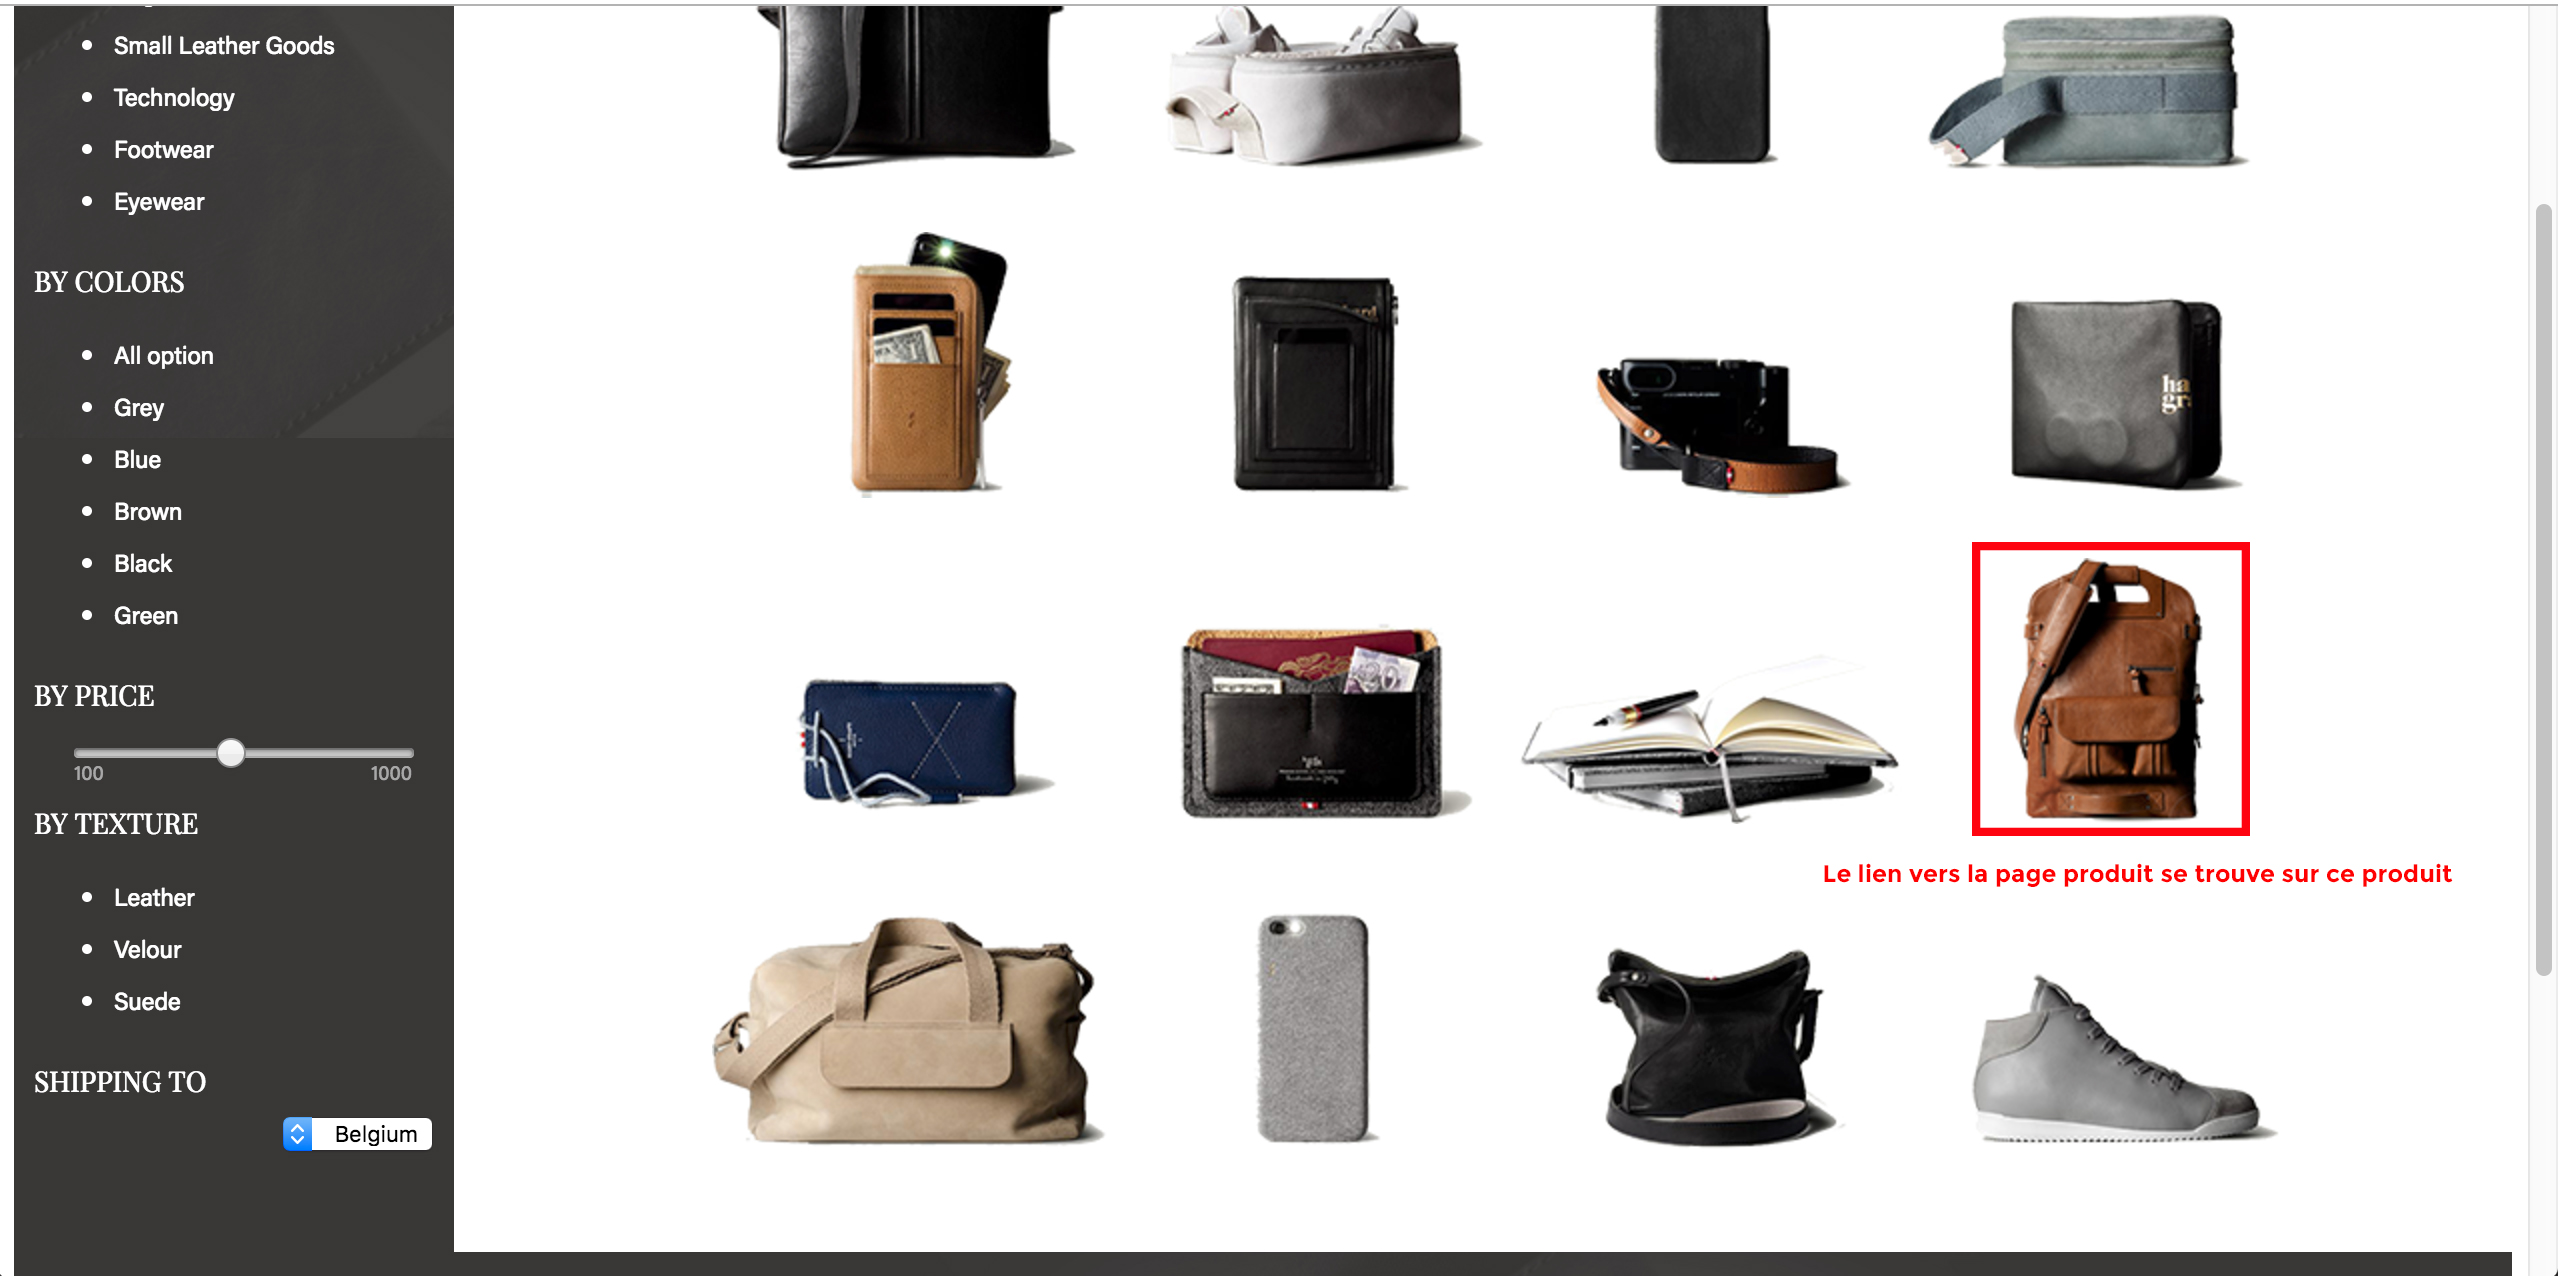 Small Leather Goods
Technology
Footwear
Eyewear
BY COLORS
All option
Grey
Blue
Brown
Black
Green
BY PRICE
100 1000
BY TEXTURE
Leather
Velour
Suede
SHIPPING TO
Belgium
ha
gr
Le lien vers la page produit se trouve sur ce produit